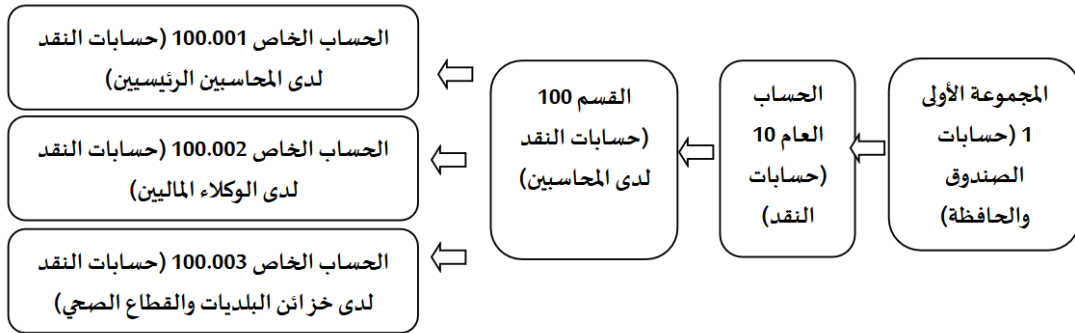 المجموعة الأولى
1 (حسابات
الصندوق
والحافظة)
الحساب
العام 10
(حسابات
النقد)
القسم 100
(حسابات النقد
لدى المحاسبين)
الحساب الخاص 100.001 (حسابات النقد
لدى المحاسبين الرئيسيين)
الحساب الخاص 100.002 (حسابات النقد
لدى الوكلاء الماليين)
الحساب الخاص 100.003 (حسابات النقد
لدى خزائن البلديات والقطاع الصحي)